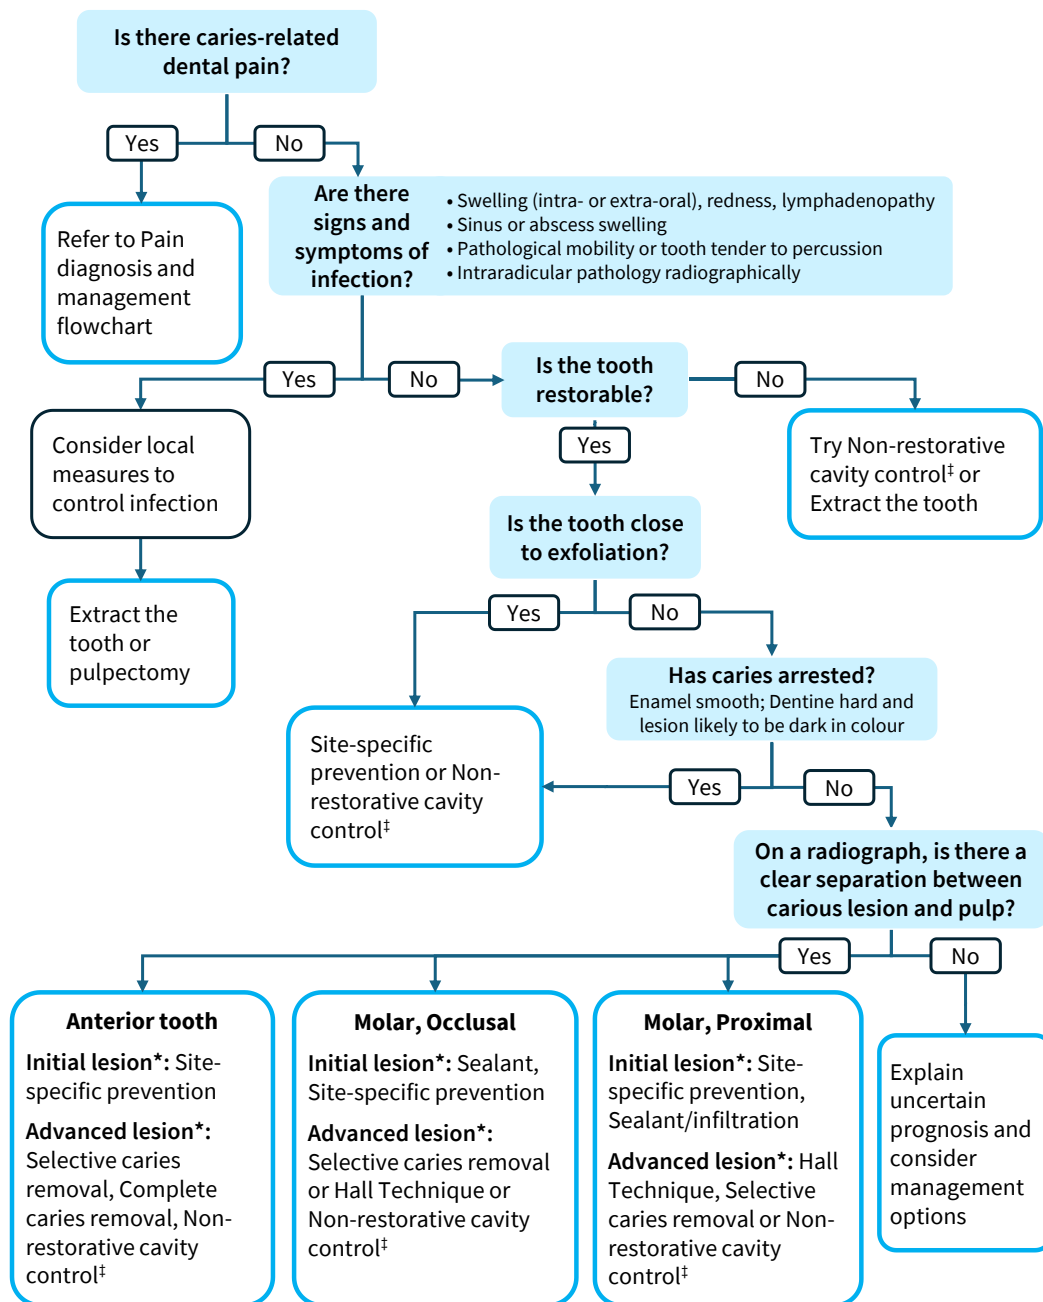 Is there caries-related
dental pain?
Yes
No
Refer to Pain
diagnosis and
management
flowchart
Are there
signs and
symptoms of
infection?
• Swelling (intra- or extra-oral), redness, lymphadenopathy
• Sinus or abscess swelling
• Pathological mobility or tooth tender to percussion
• Intraradicular pathology radiographically
Yes
No
Is the tooth
restorable?
No
Consider local
measures to
control infection
Yes
Try Non-restorative
cavity control‡ or
Extract the tooth
Is the tooth close
to exfoliation?
Extract the
tooth or
pulpectomy
Yes
No
Has caries arrested?
Enamel smooth; Dentine hard and
lesion likely to be dark in colour
Site-specific
prevention or Non-
restorative cavity
control‡
Yes
No
On a radiograph, is there a
clear separation between
carious lesion and pulp?
Yes
No
Anterior tooth
Initial lesion*: Site-
specific prevention
Advanced lesion*:
Selective caries
removal, Complete
caries removal, Non-
restorative cavity
control‡
Molar, Occlusal
Initial lesion*: Sealant,
Site-specific prevention
Advanced lesion*:
Selective caries removal
or Hall Technique or
Non-restorative cavity
control‡
Molar, Proximal
Initial lesion*: Site-
specific prevention,
Sealant/infiltration
Advanced lesion*: Hall
Technique, Selective
caries removal or Non-
restorative cavity
control‡
Explain
uncertain
prognosis and
consider
management
options